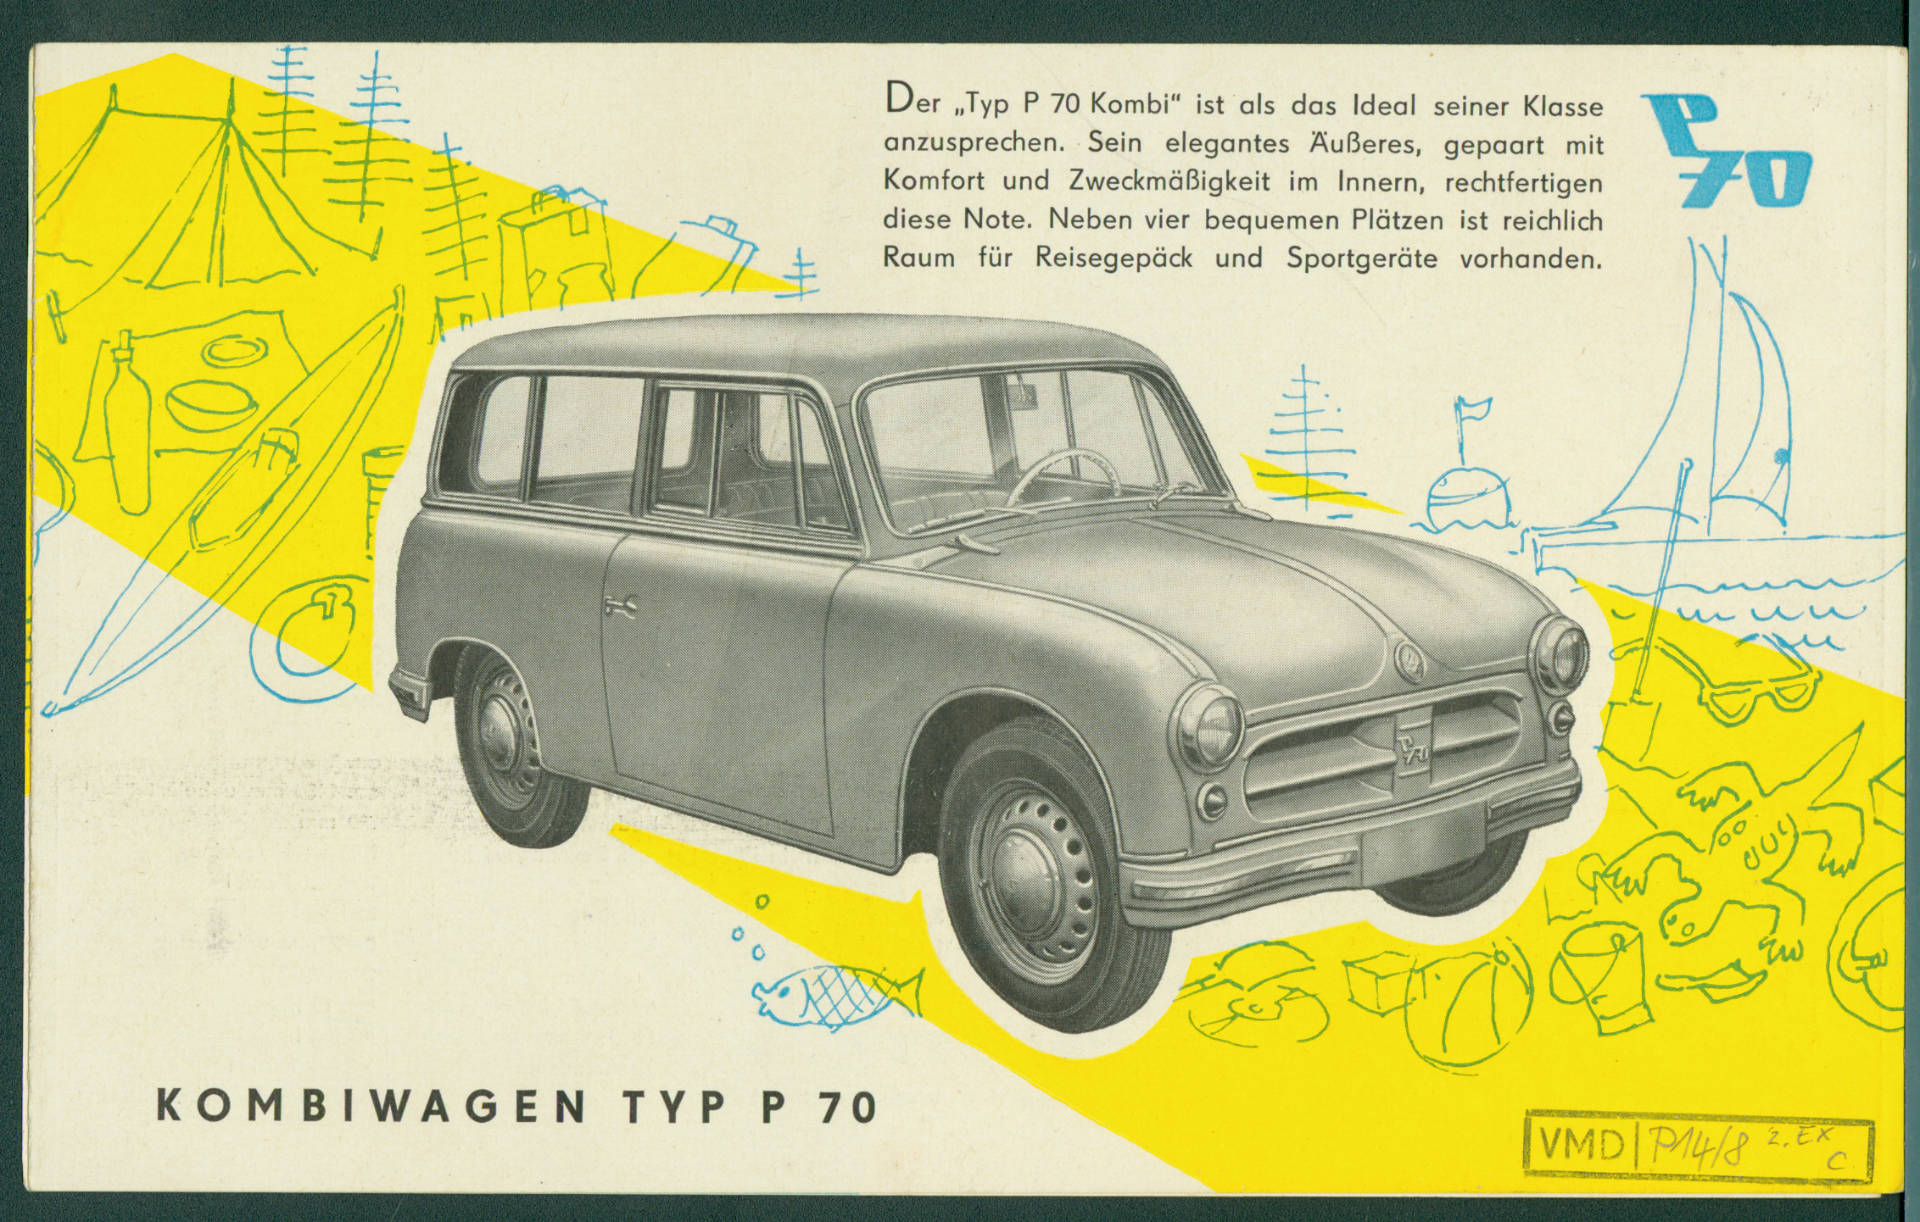 Der „Typ P 70 Kombi“ ist als das Ideal seiner Klasse
anzusprechen. Sein elegantes Äußeres, gepaart mit
Komfort und Zweckmäßigkeit im Innern, rechtfertigen
diese Note. Neben vier bequemen Plätzen ist reichlich
Raum für Reisegepäck und Sportgeräte vorhanden.
P
70
P
70
KOMBIWAGEN TYP P 70
VMD P14/8 2. Ex
C